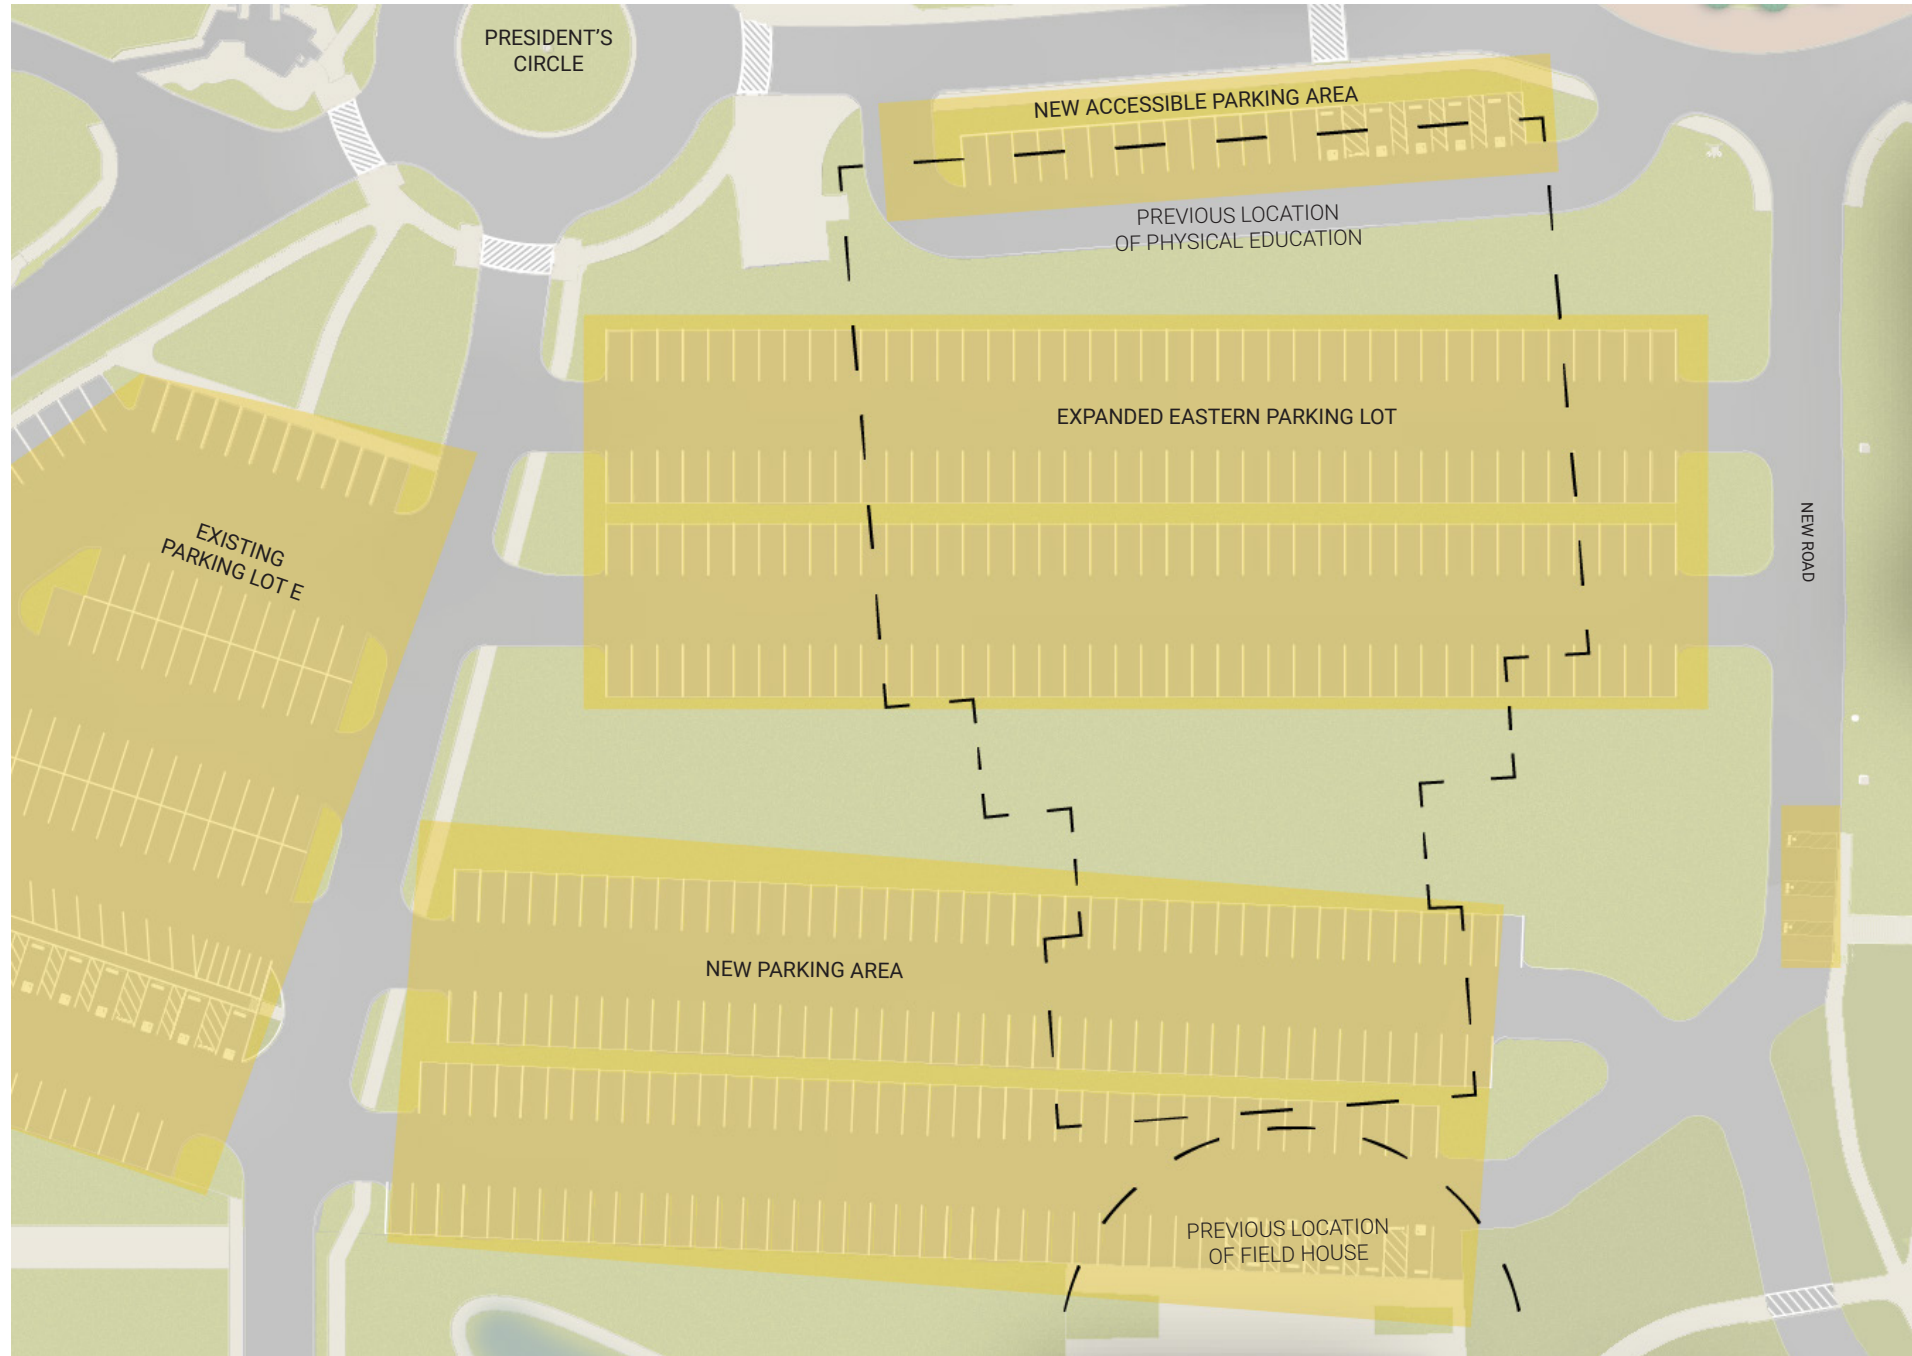 PRESIDENT'S
CIRCLE
NEW ACCESSIBLE PARKING AREA
PREVIOUS LOCATION
OF PHYSICAL EDUCATION
EXPANDED EASTERN PARKING LOT
EXISTING
PARKING LOT E
NEW ROAD
NEW PARKING AREA
PREVIOUS LOCATION
OF FIELD HOUSE